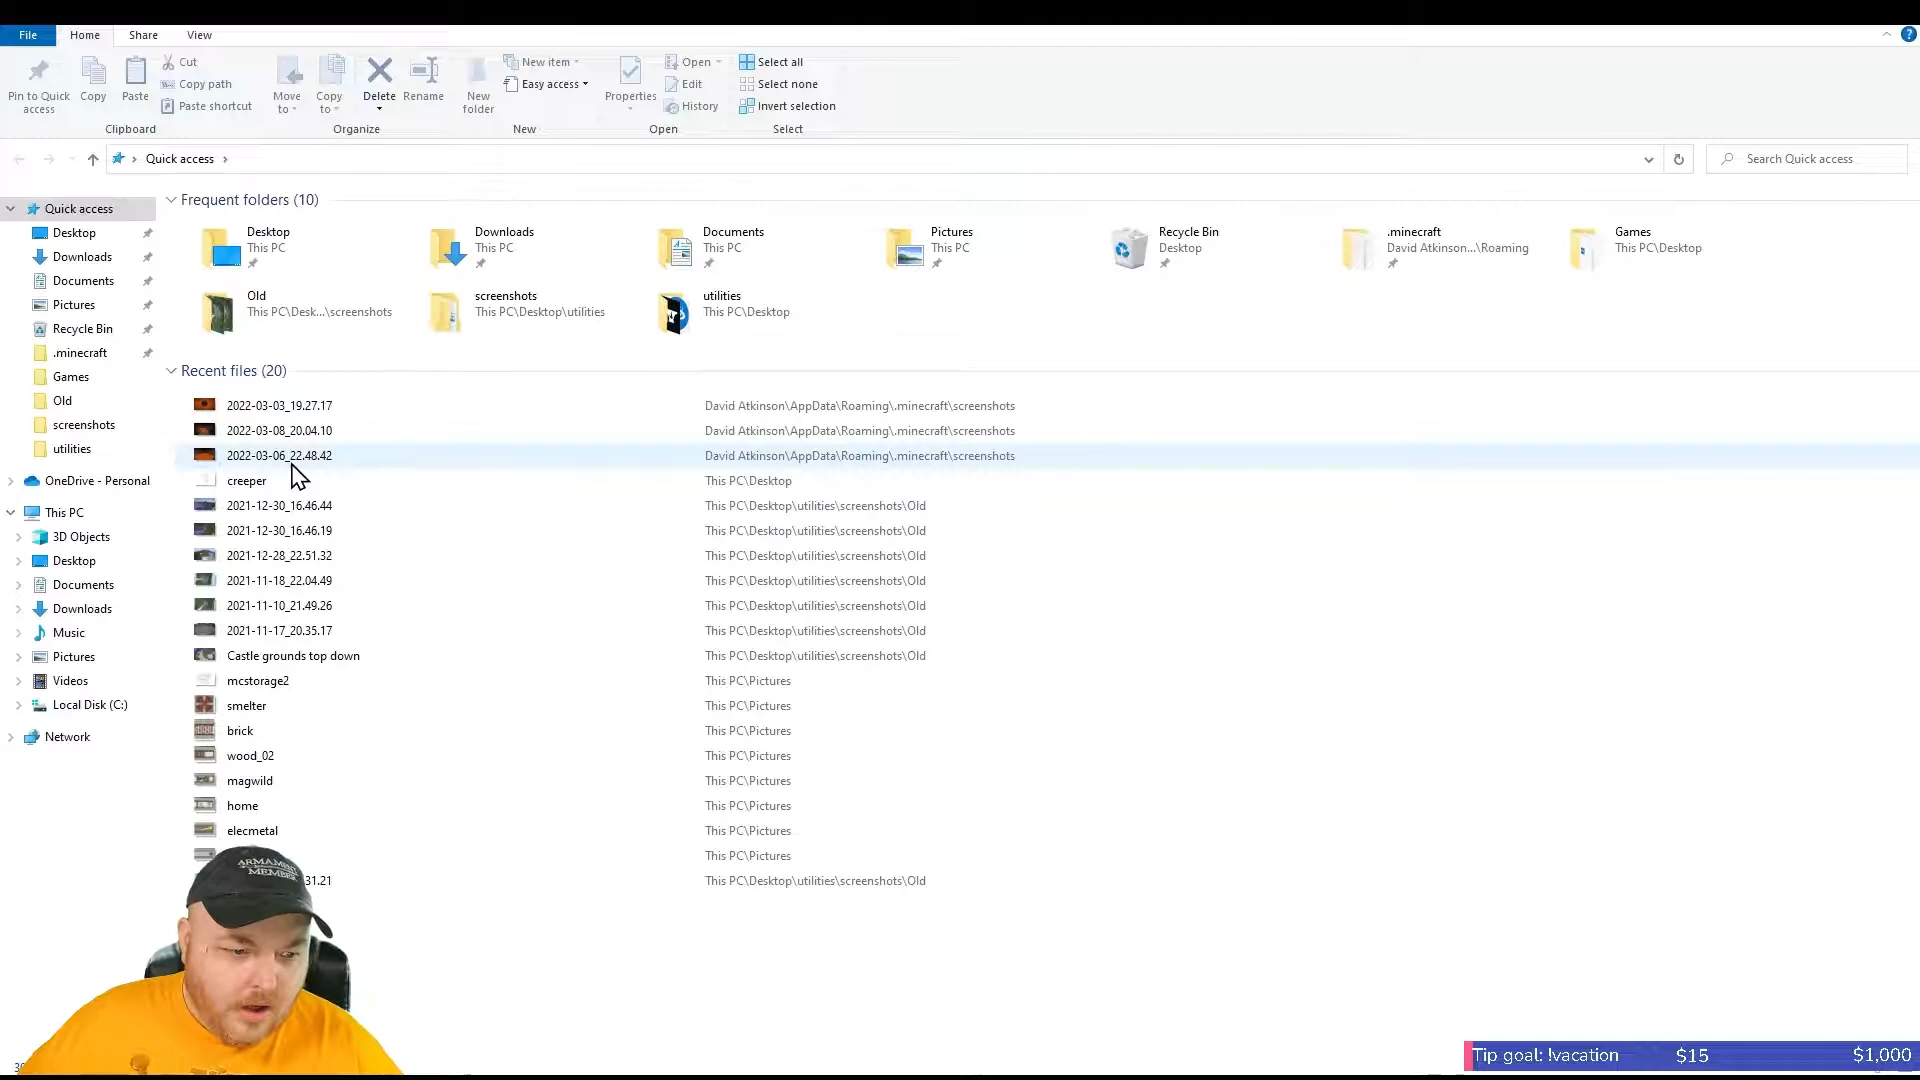 File Home Share View
Pin to Quick access
Copy
Paste
Cut
Copy path
Paste shortcut
Clipboard
Move to
Copy to
Delete
Rename
Organize
New folder
New item
Easy access
New
Properties
Open
Edit
History
Open
Select all
Select none
Invert selection
Select
Quick access
Search Quick access
Quick access
Desktop
Downloads
Documents
Pictures
Recycle Bin
.minecraft
Games
Old
screenshots
utilities
OneDrive - Personal
This PC
3D Objects
Desktop
Documents
Downloads
Music
Pictures
Videos
Local Disk (C:)
Network
Frequent folders (10)
Desktop
This PC
Downloads
This PC
Documents
This PC
Pictures
This PC
Recycle Bin
Desktop
.minecraft
David Atkinson...\Roaming
Games
This PC\Desktop
Old
This PC\Desk...\screenshots
screenshots
This PC\Desktop\utilities
utilities
This PC\Desktop
Recent files (20)
2022-03-03_19.27.17 David Atkinson\AppData\Roaming\.minecraft\screenshots
2022-03-08_20.04.10 David Atkinson\AppData\Roaming\.minecraft\screenshots
2022-03-06_22.48.42 David Atkinson\AppData\Roaming\.minecraft\screenshots
creeper This PC\Desktop
2021-12-30_16.46.44 This PC\Desktop\utilities\screenshots\Old
2021-12-30_16.46.19 This PC\Desktop\utilities\screenshots\Old
2021-12-28_22.51.32 This PC\Desktop\utilities\screenshots\Old
2021-11-18_22.04.49 This PC\Desktop\utilities\screenshots\Old
2021-11-10_21.49.26 This PC\Desktop\utilities\screenshots\Old
2021-11-17_20.35.17 This PC\Desktop\utilities\screenshots\Old
Castle grounds top down This PC\Desktop\utilities\screenshots\Old
mcstorage2 This PC\Pictures
smelter This PC\Pictures
brick This PC\Pictures
wood_02 This PC\Pictures
magwild This PC\Pictures
home This PC\Pictures
elecmetal This PC\Pictures
This PC\Pictures
31.21 This PC\Desktop\utilities\screenshots\Old
ARMAMENT
MEMBER
Tip goal: !vacation $15 $1,000